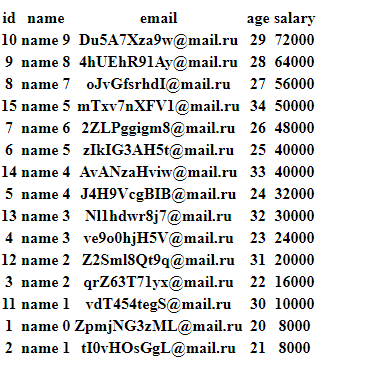 id name email age salary
10 name 9 Du5A7Xza9w@mail.ru 29 72000
9 name 8 4hUEhR91Ay@mail.ru 28 64000
8 name 7 oJvGfsrhdI@mail.ru 27 56000
15 name 5 mTxv7nXFV1@mail.ru 34 50000
7 name 6 2ZLPggigm8@mail.ru 26 48000
6 name 5 zIkIG3AH5t@mail.ru 25 40000
14 name 4 AvANzaHviw@mail.ru 33 40000
5 name 4 J4H9VcgBIB@mail.ru 24 32000
13 name 3 Nl1hdwr8j7@mail.ru 32 30000
4 name 3 ve9o0hjH5V@mail.ru 23 24000
12 name 2 Z2Sml8Qt9q@mail.ru 31 20000
3 name 2 qrZ63T71yx@mail.ru 22 16000
11 name 1 vdT454tegS@mail.ru 30 10000
1 name 0 ZpmjNG3zML@mail.ru 20 8000
2 name 1 tI0vHOsGgL@mail.ru 21 8000